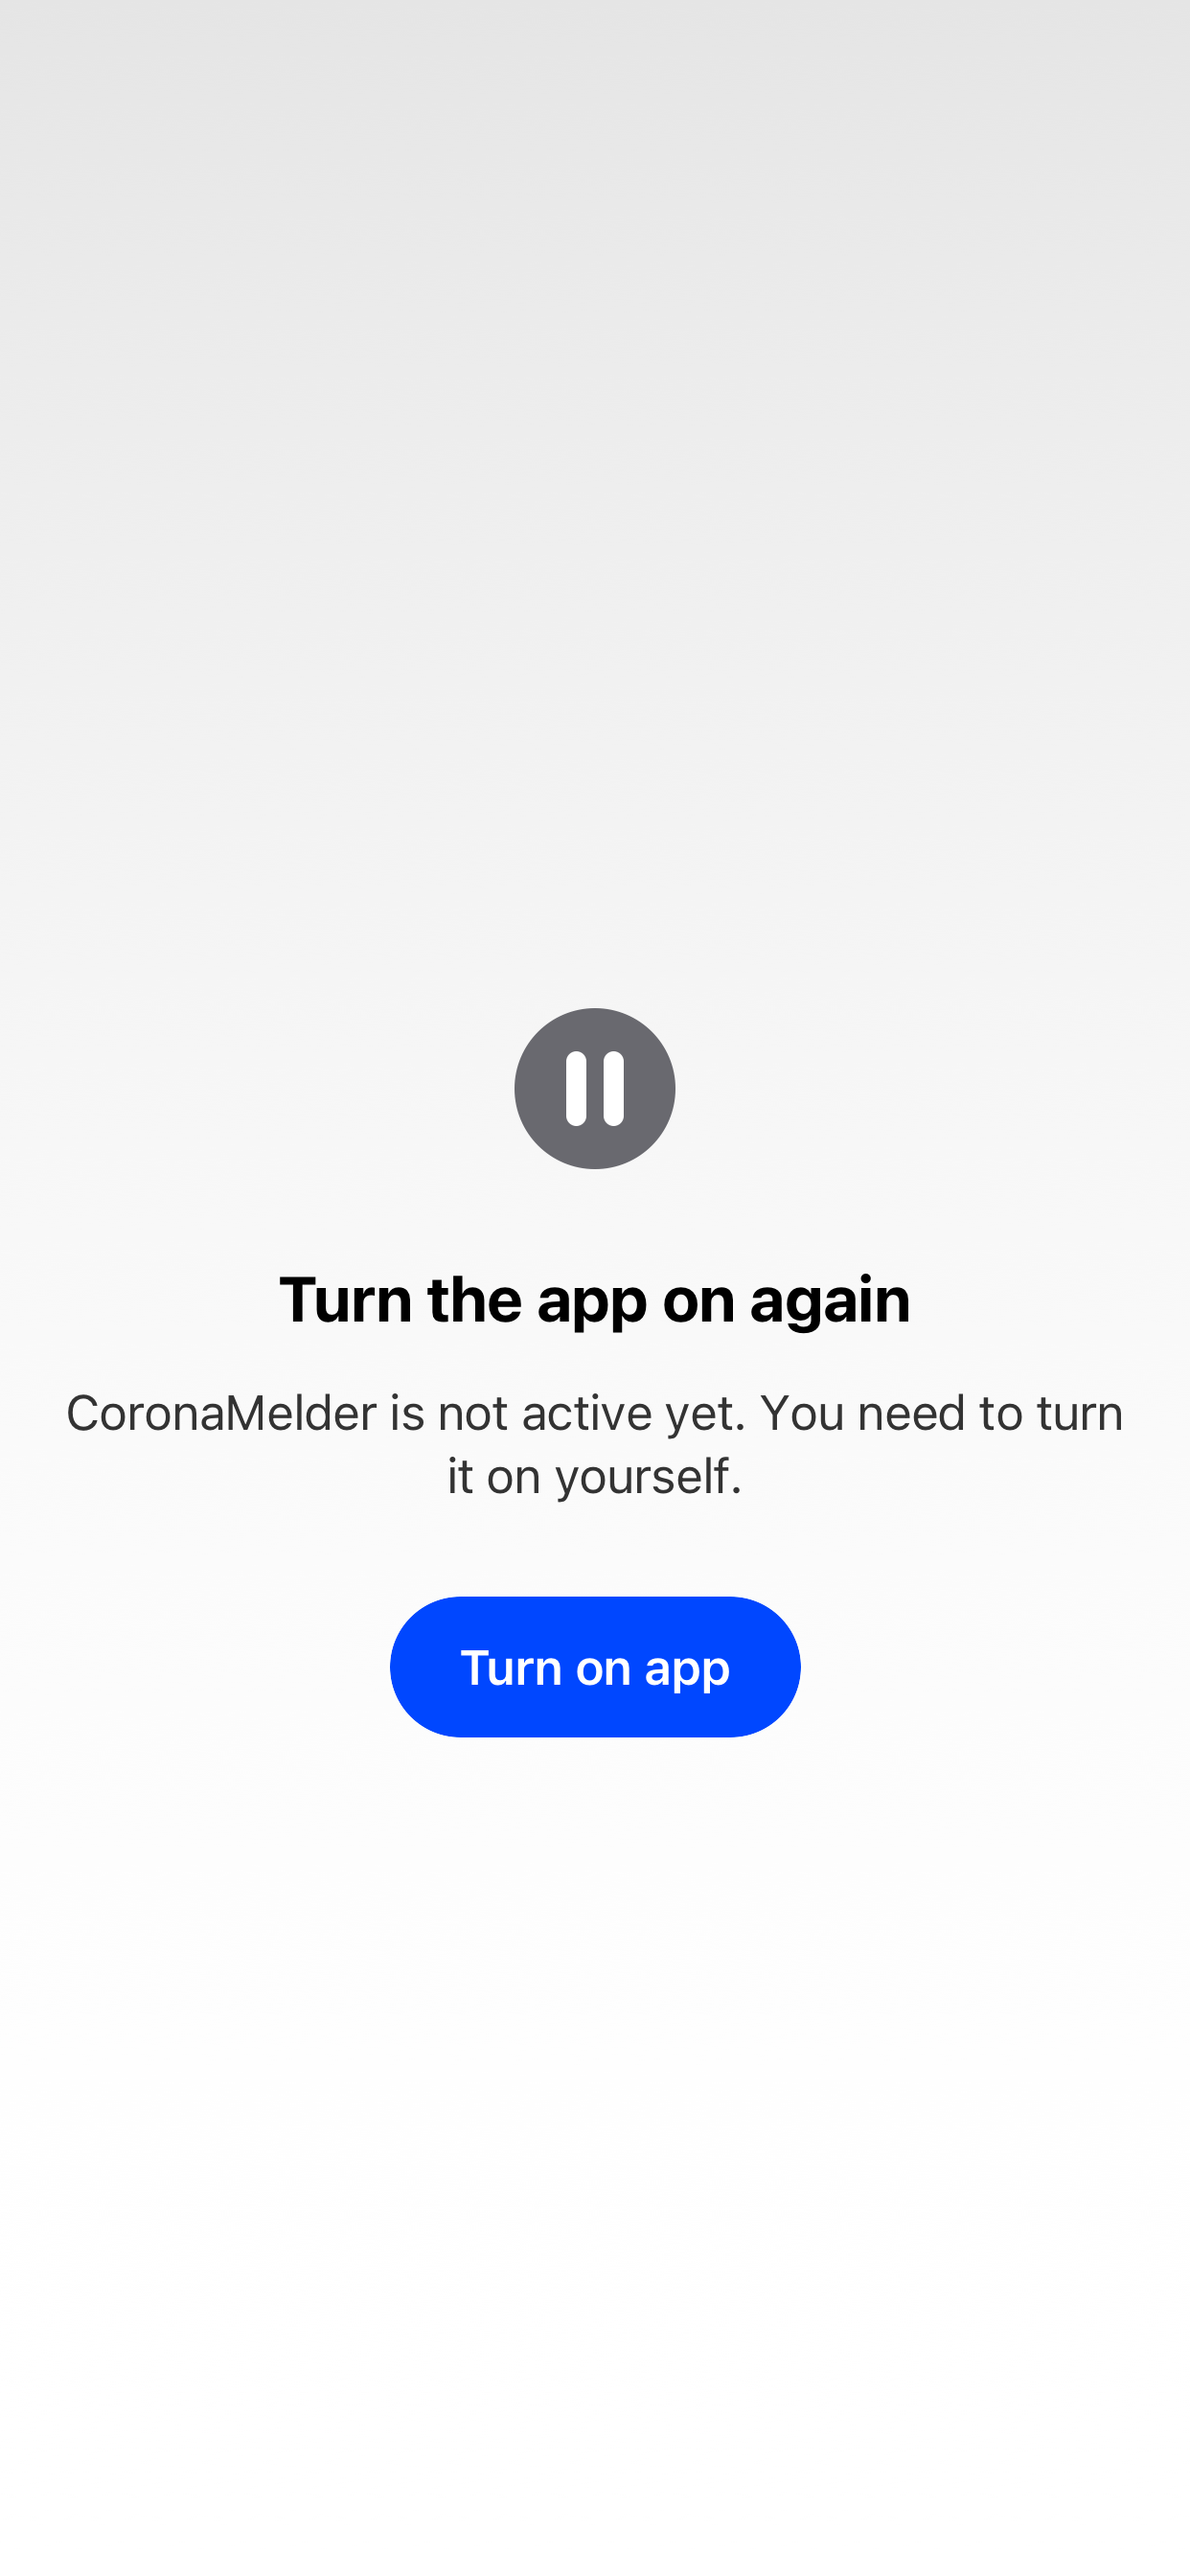 Turn the app on again
CoronaMelder is not active yet. You need to turn
it on yourself.
Turn on app